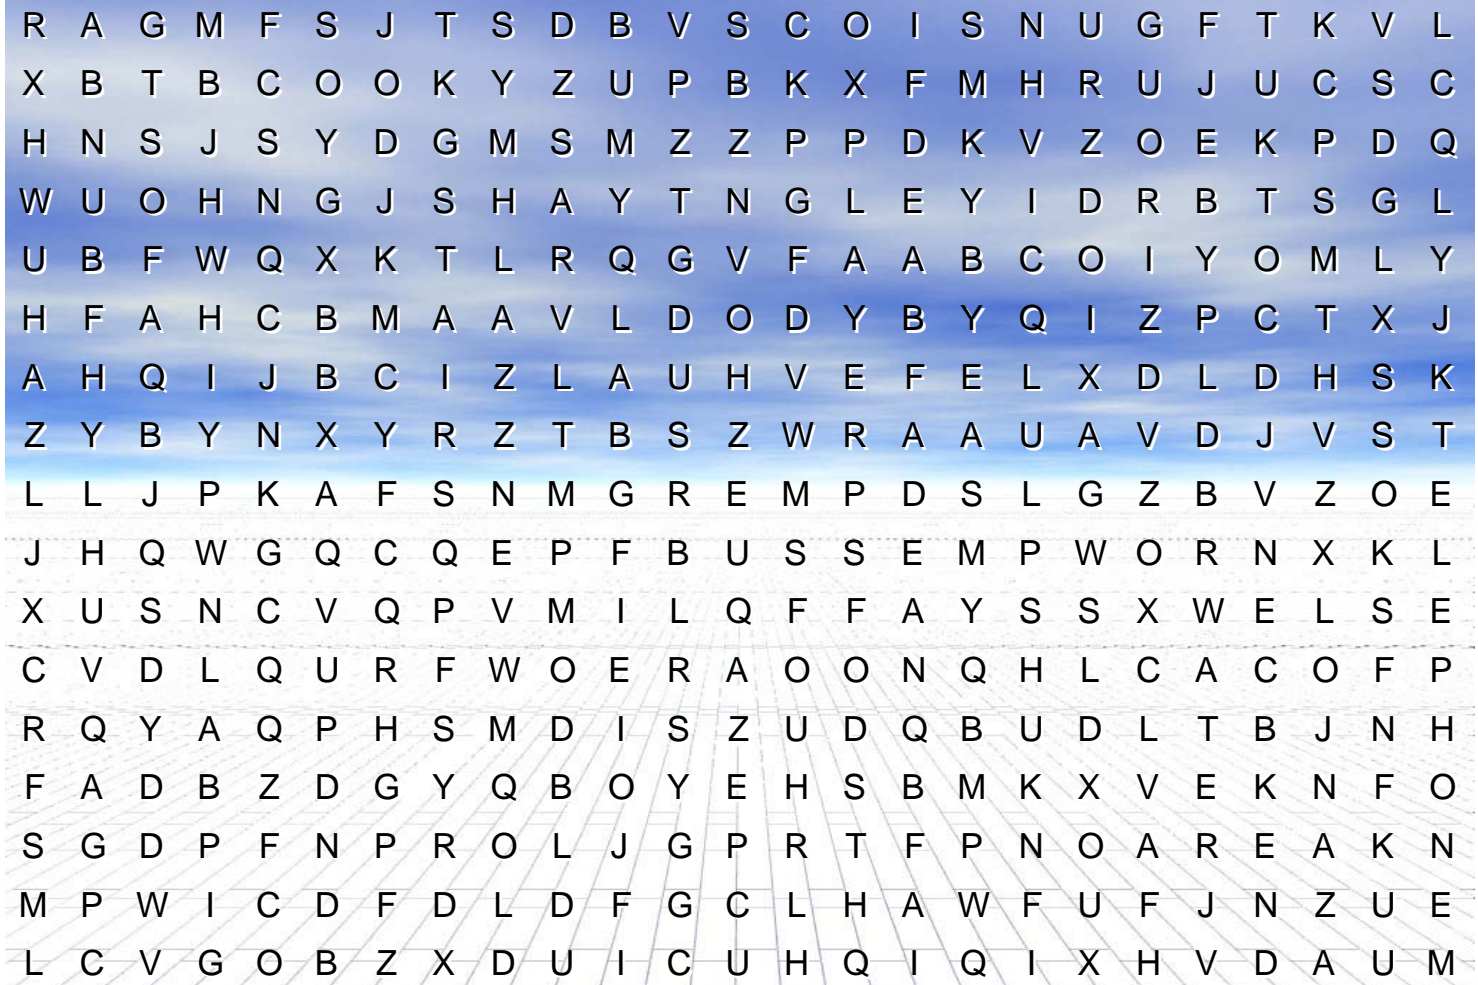 R A G M F S J T S D B V S C O I S N U G F T K V L
X B T B C O O K Y Z U P B K X F M H R U J U C S C
H N S J S Y D G M S M Z Z P P D K V Z O E K P D Q
W U O H N G J S H A Y T N G L E Y I D R B T S G L
U B F W Q X K T L R Q G V F A A B C O I Y O M L Y
H F A H C B M A A V L D O D Y B Y Q I Z P C T X J
A H Q I J B C I Z L A U H V E F E L X D L D H S K
Z Y B Y N X Y R Z T B S Z W R A A U A V D J V S T
L L J P K A F S N M G R E M P D S L G Z B V Z O E
J H Q W G Q C Q E P F B U S S E M P W O R N X K L
X U S N C V Q P V M I L Q F F A Y S S X W E L S E
C V D L Q U R F W O E R A O O N Q H L C A C O F P
R Q Y A Q P H S M D I S Z U D Q B U D L T B J N H
F A D B Z D G Y Q B O Y E H S B M K X V E K N F O
S G D P F N P R O L J G P R T F P N O A R E A K N
M P W I C D F D L D F G C L H A W F U F J N Z U E
L C V G O B Z X D U I C U H Q I Q I X H V D A U M